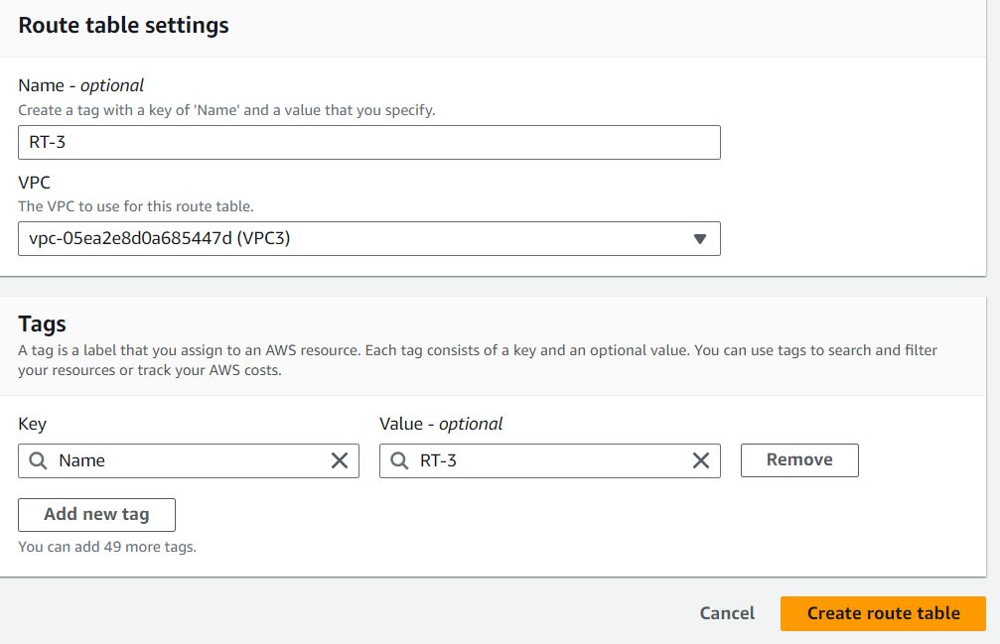 Route table settings
Name - optional
Create a tag with a key of 'Name' and a value that you specify.
RT-3
VPC
The VPC to use for this route table.
vpc-05ea2e8d0a685447d (VPC3)
Tags
A tag is a label that you assign to an AWS resource. Each tag consists of a key and an optional value. You can use tags to search and filter
your resources or track your AWS costs.
Key
Value - optional
Name
RT-3
Remove
Add new tag
You can add 49 more tags.
Cancel
Create route table